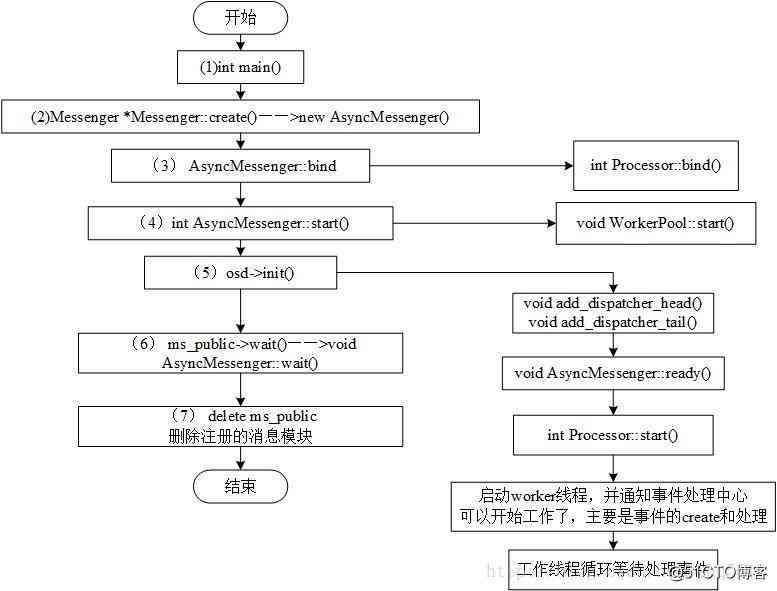 开始
(1)int main()
(2)Messenger *Messenger::create()一一>new AsyncMessenger()
（3） AsyncMessenger::bind
int Processor::bind()
（4）int AsyncMessenger::start()
void WorkerPool::start()
（5）osd->init()
void add_dispatcher_head()
void add_dispatcher_tail()
（6） ms_public->wait()一一>void
AsyncMessenger::wait()
void AsyncMessenger::ready()
（7） delete ms_public
删除注册的消息模块
int Processor::start()
结束
启动worker线程，并通知事件处理中心
可以开始工作了，主要是事件的create和处理
工作线程循环等待处理事件
@51CTO博客